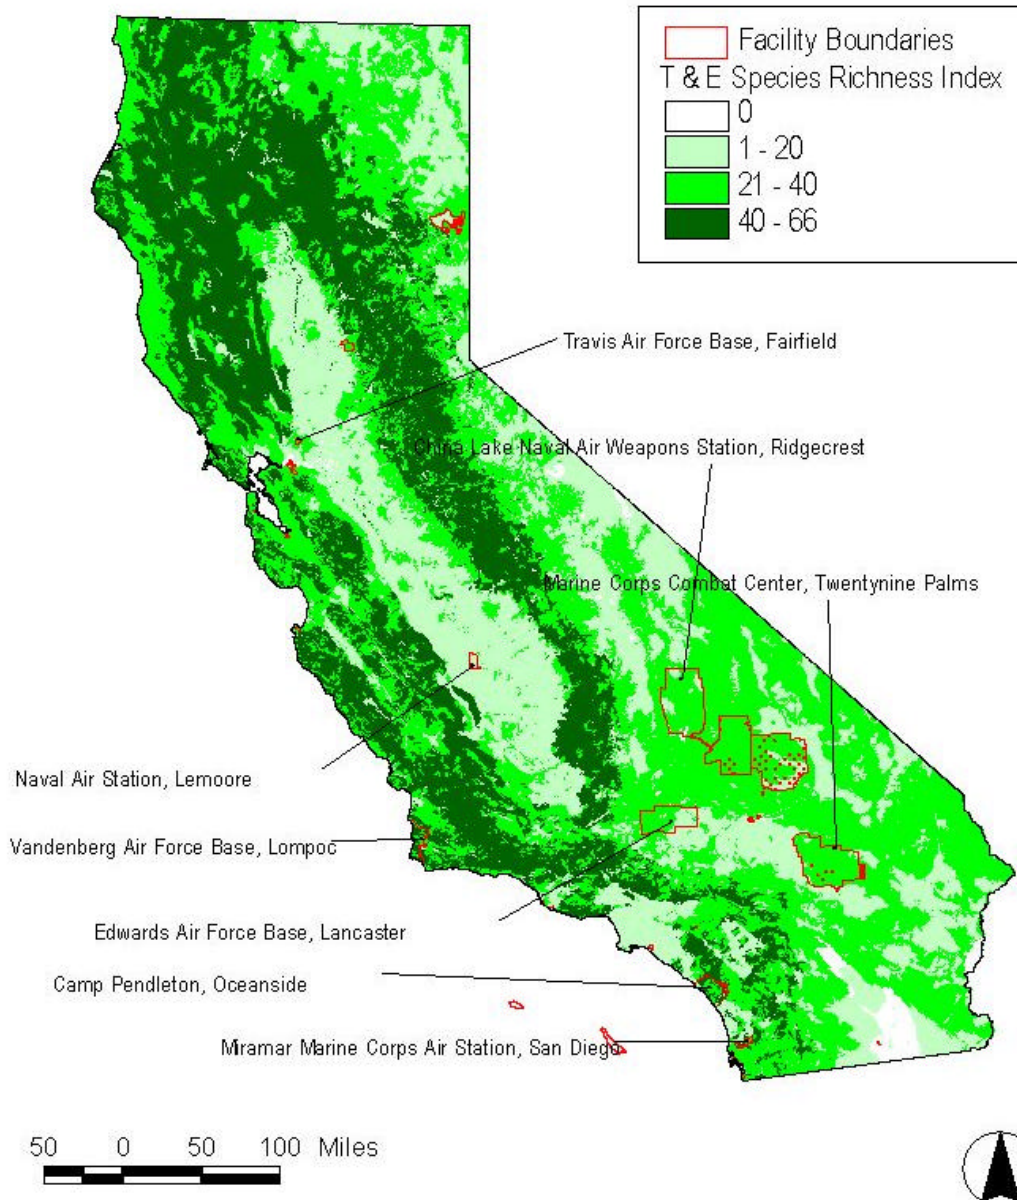 Facility Boundaries
T & E Species Richness Index
0
1 - 20
21 - 40
40 - 66
Travis Air Force Base, Fairfield
China Lake Naval Air Weapons Station, Ridgecrest
Marine Corps Combat Center, Twentynine Palms
Naval Air Station, Lemoore
Vandenberg Air Force Base, Lompoc
Edwards Air Force Base, Lancaster
Camp Pendleton, Oceanside
Miramar Marine Corps Air Station, San Diego
50 0 50 100 Miles